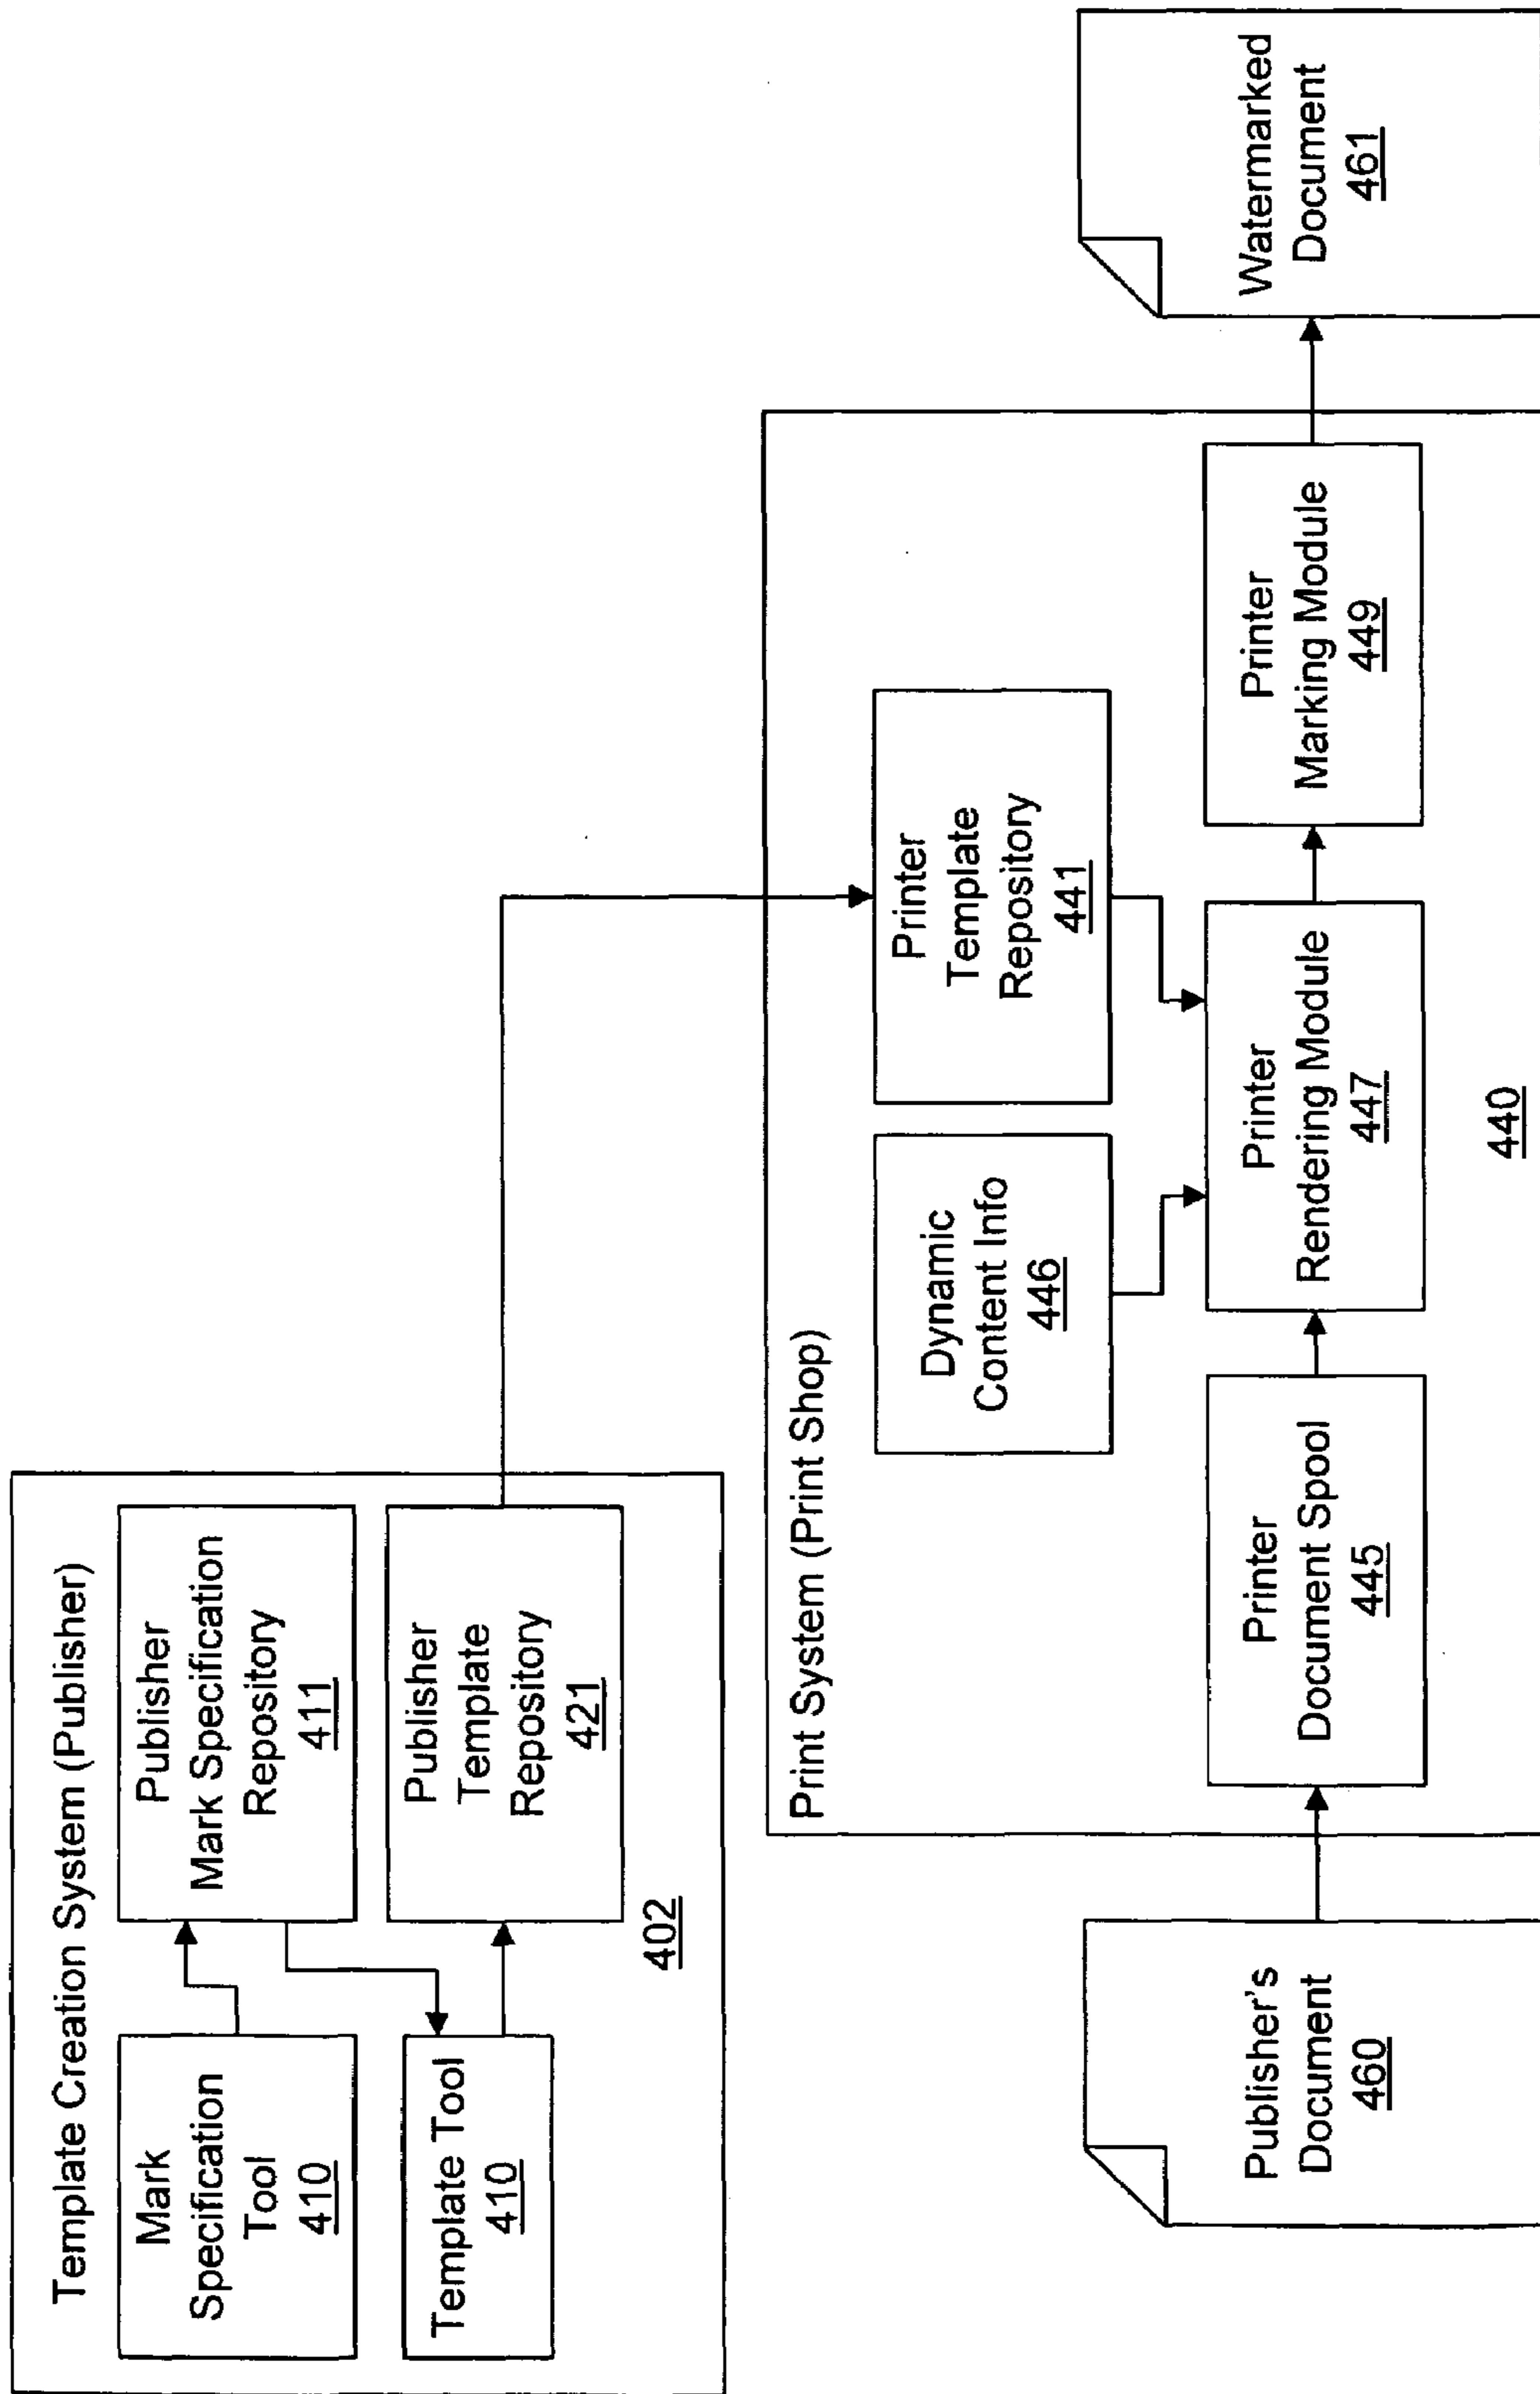 Template Creation System (Publisher)
Mark
Specification
Tool
410
Publisher
Mark Specification
Repository
411
Template Tool
410
Publisher
Template
Repository
421
402
Print System (Print Shop)
Dynamic
Content Info
446
Printer
Template
Repository
441
Publisher's
Document
460
Printer
Document Spool
445
Printer
Rendering Module
447
Printer
Marking Module
449
Watermarked
Document
461
440